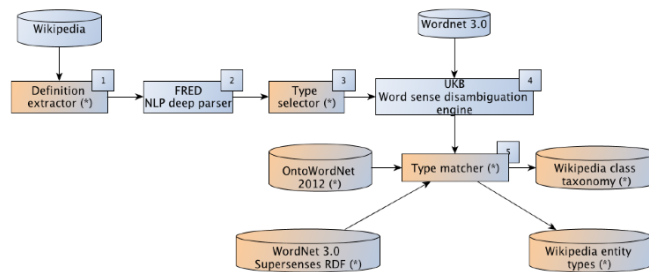 Wikipedia
Wordnet 3.0
1
Definition
extractor (*)
2
FRED
NLP deep parser
3
Type
selector (*)
4
UKB
Word sense disambiguation
engine
5
OntoWordNet
2012 (*)
Type matcher (*)
Wikipedia class
taxonomy (*)
WordNet 3.0
Supersenses RDF (*)
Wikipedia entity
types (*)